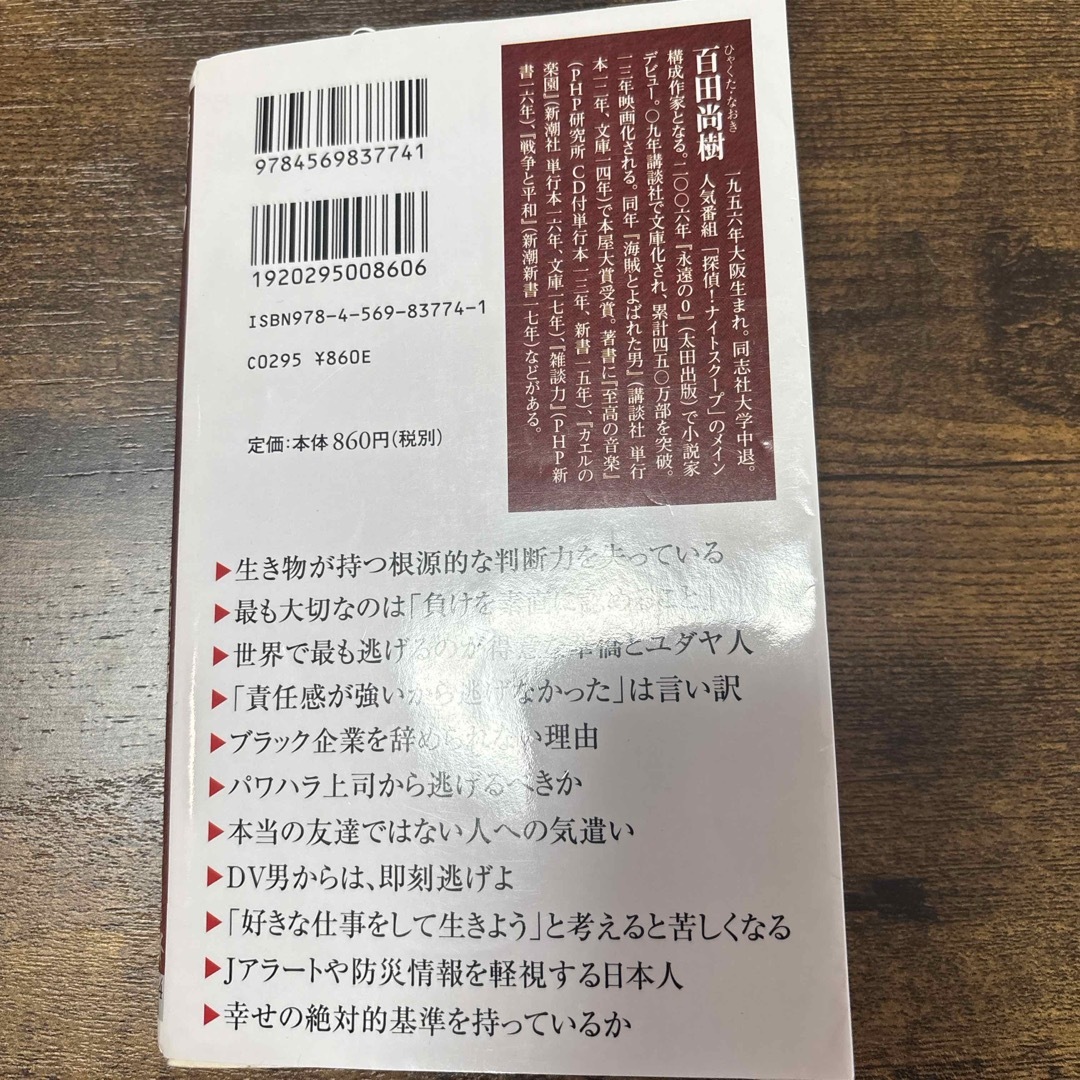 9784569837741
1920295008606
ISBN978-4-569-83774-1
C0295 ¥860E
定価:本体860円(税別)
ひゃくた・なおき
百田尚樹 一九五六年大阪生まれ。同志社大学中退。
人気番組「探偵!ナイトスクープ」のメイン
構成作家となる。二〇〇六年『永遠の0』(太田出版)で小説家
デビュー。〇九年講談社で文庫化され、累計四五〇万部を突破。
一三年映画化される。同年『海賊とよばれた男』(講談社 単行
本一二年、文庫一四年)で本屋大賞受賞。著書に『至高の音楽』
(PHP研究所 CD付単行本一三年、新書一五年)、『カエルの
楽園』(新潮社 単行本一六年、文庫一七年)、『雑談力』(PHP新
書一六年)、『戦争と平和』(新潮新書一七年)などがある。
▶生き物が持つ根源的な判断力を失っている
▶最も大切なのは「負けを素直に認めること
▶世界で最も逃げるのが得意な華僑とユダヤ人
▶「責任感が強いから逃げなかった」は言い訳
▶ブラック企業を辞められない理由
▶パワハラ上司から逃げるべきか
▶本当の友達ではない人への気遣い
▶DV男からは、即刻逃げよ
▶「好きな仕事をして生きよう」と考えると苦しくなる
▶Jアラートや防災情報を軽視する日本人
▶幸せの絶対的基準を持っているか